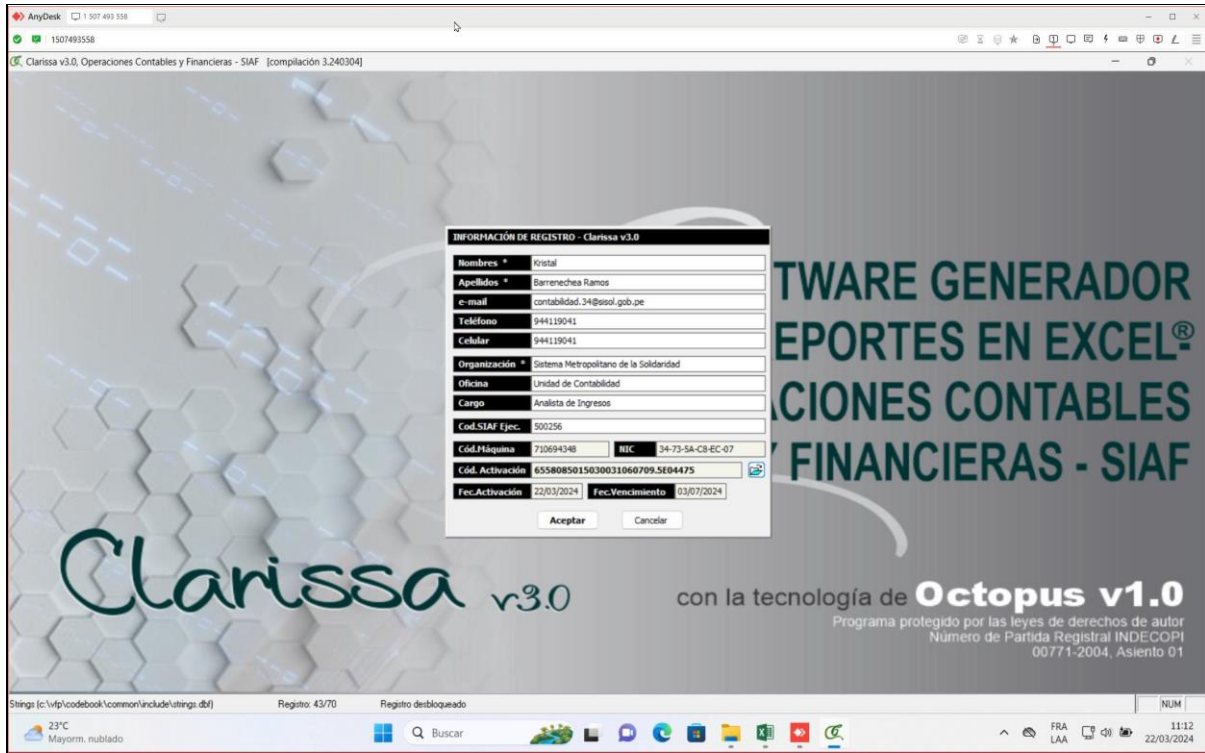 AnyDesk 1 507 493 558
1507493558
Clarissa v3.0, Operaciones Contables y Financieras - SIAF [compilación 3.240304]
INFORMACIÓN DE REGISTRO - Clarissa v3.0
Nombres * Kristal
Apellidos * Barrenechea Ramos
e-mail contabilidad.34@sisol.gob.pe
Teléfono 944119041
Celular 944119041
Organización * Sistema Metropolitano de la Solidaridad
Oficina Unidad de Contabilidad
Cargo Analista de Ingresos
Cod.SIAF Ejec. 500256
Cód.Máquina 710694348 NIC 34-73-5A-C8-EC-07
Cód. Activación 6558085015030031060709.5E04475
Fec.Activación 22/03/2024 Fec.Vencimiento 03/07/2024
Aceptar Cancelar
TWARE GENERADOR
EPORTES EN EXCEL®
CIONES CONTABLES
Y FINANCIERAS - SIAF
Clarissa v3.0
con la tecnología de Octopus v1.0
Programa protegido por las leyes de derechos de autor
Número de Partida Registral INDECOPI
00771-2004, Asiento 01
Strings (c:\vfp\codebook\common\include\strings.dbf) Registro: 43/70 Registro desbloqueado NUM
23°C
Mayorm. nublado
Buscar
FRA
LAA
11:12
22/03/2024